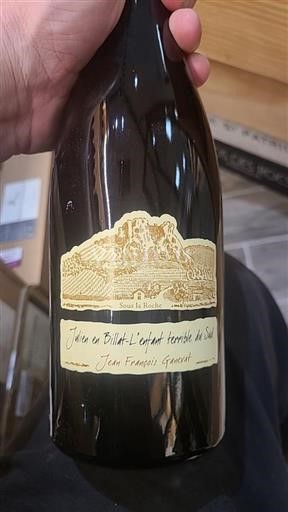 Sous la Roche
Julien en Billat-L'enfant terrible du Sud
Jean François Ganevat